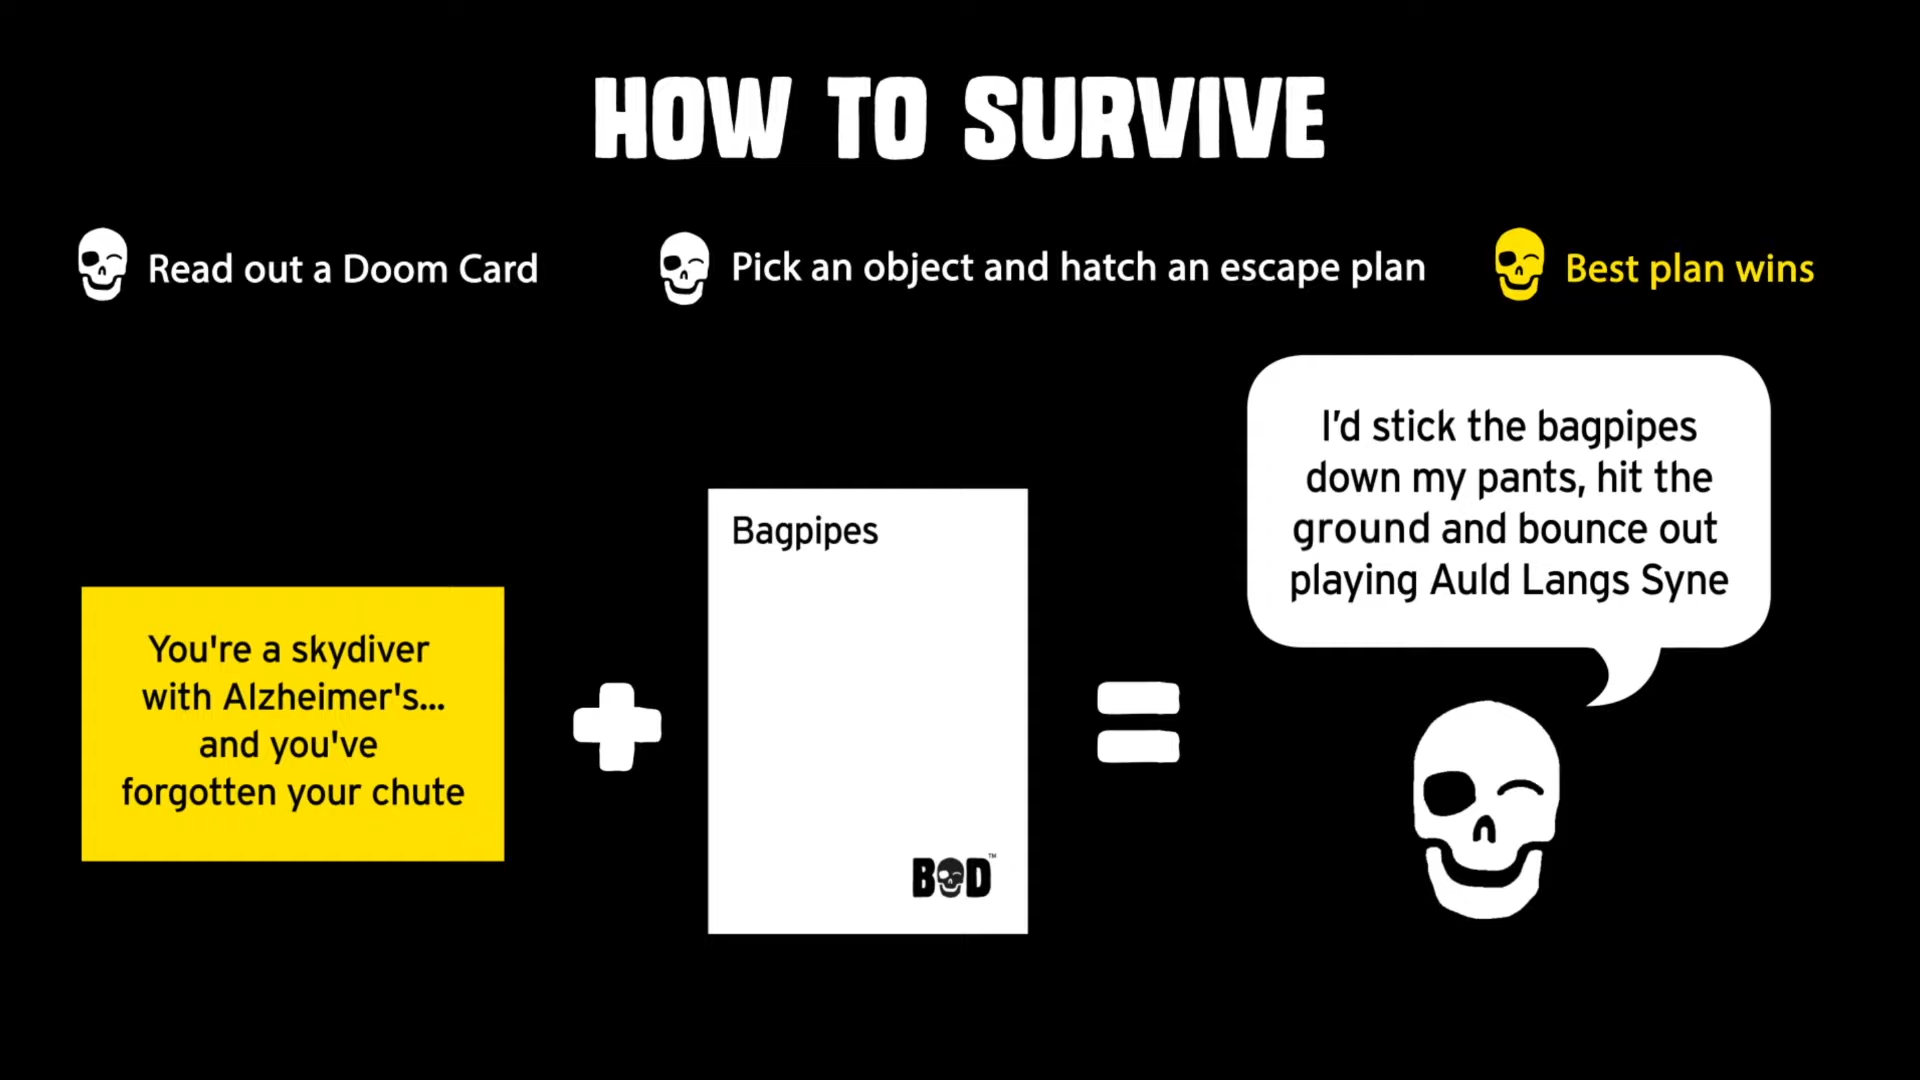 HOW TO SURVIVE
Read out a Doom Card
Pick an object and hatch an escape plan
Best plan wins
You're a skydiver
with Alzheimer's...
and you've
forgotten your chute
Bagpipes
BOD™
I’d stick the bagpipes
down my pants, hit the
ground and bounce out
playing Auld Langs Syne